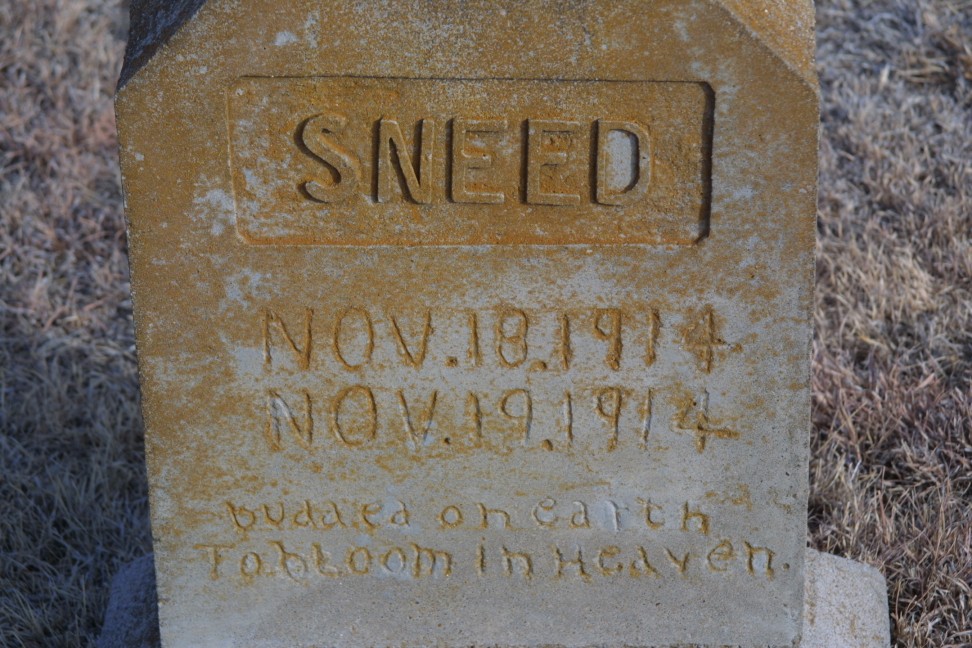 SNEED
NOV.18.1914.
NOV.19.1914
Budded on earth
To.bloom in Heaven.